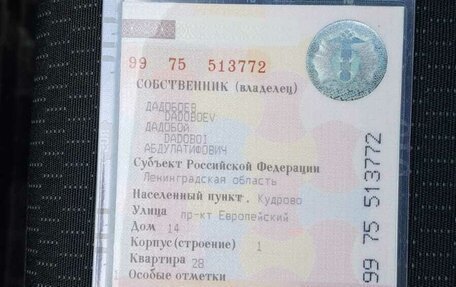 99 75 513772
СОБСТВЕННИК (владелец)
ДАДОБОЕВ
DADOBOEV
ДАДОБОЙ
DADOBOI
АБДУЛАТИФОВИЧ
Субъект Российской Федерации
Ленинградская область
Населенный пункт. Кудрово
Улица пр-кт Европейский
Дом 14
Корпус(строение) 1
Квартира 28
Особые отметки
99 75 513772